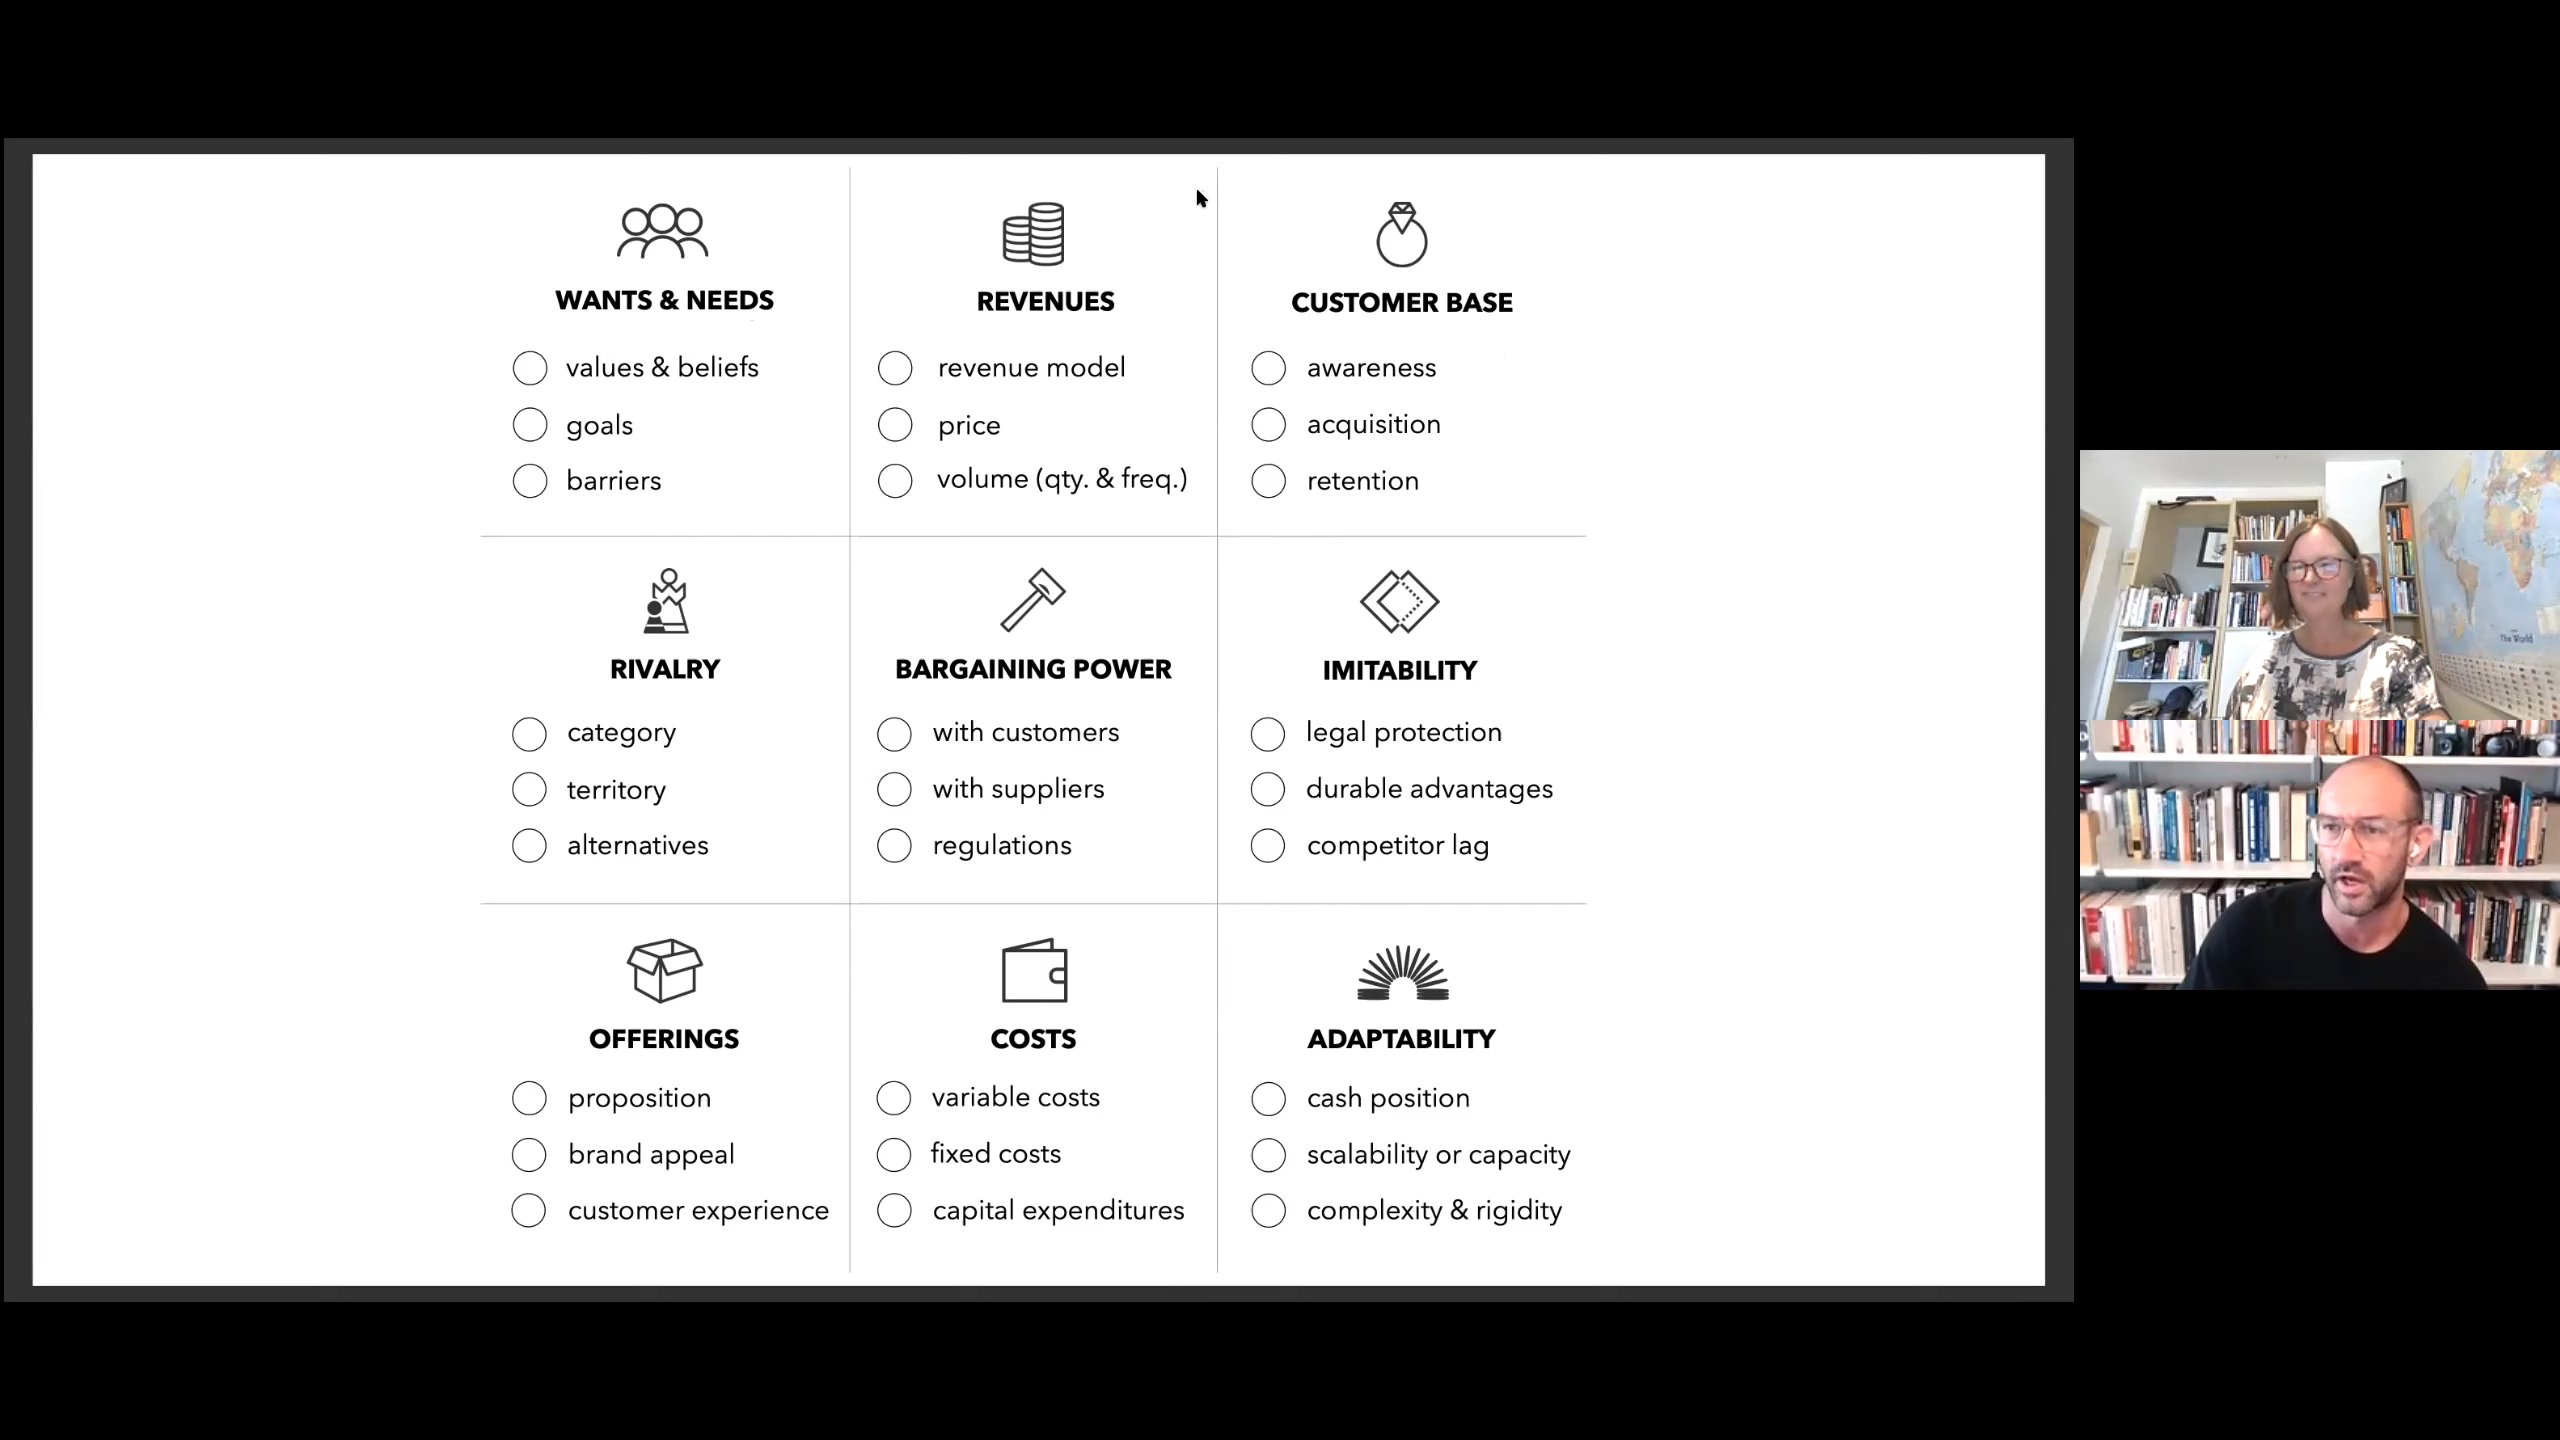 WANTS & NEEDS
values & beliefs
goals
barriers
REVENUES
revenue model
price
volume (qty. & freq.)
CUSTOMER BASE
awareness
acquisition
retention
RIVALRY
category
territory
alternatives
BARGAINING POWER
with customers
with suppliers
regulations
IMITABILITY
legal protection
durable advantages
competitor lag
OFFERINGS
proposition
brand appeal
customer experience
COSTS
variable costs
fixed costs
capital expenditures
ADAPTABILITY
cash position
scalability or capacity
complexity & rigidity
The World